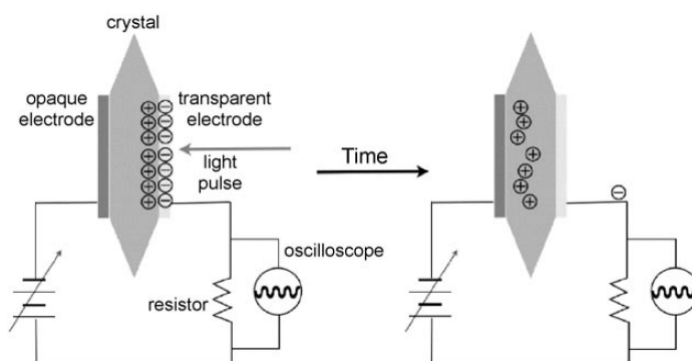 crystal
opaque
electrode
transparent
electrode
light
pulse
Time
oscilloscope
resistor